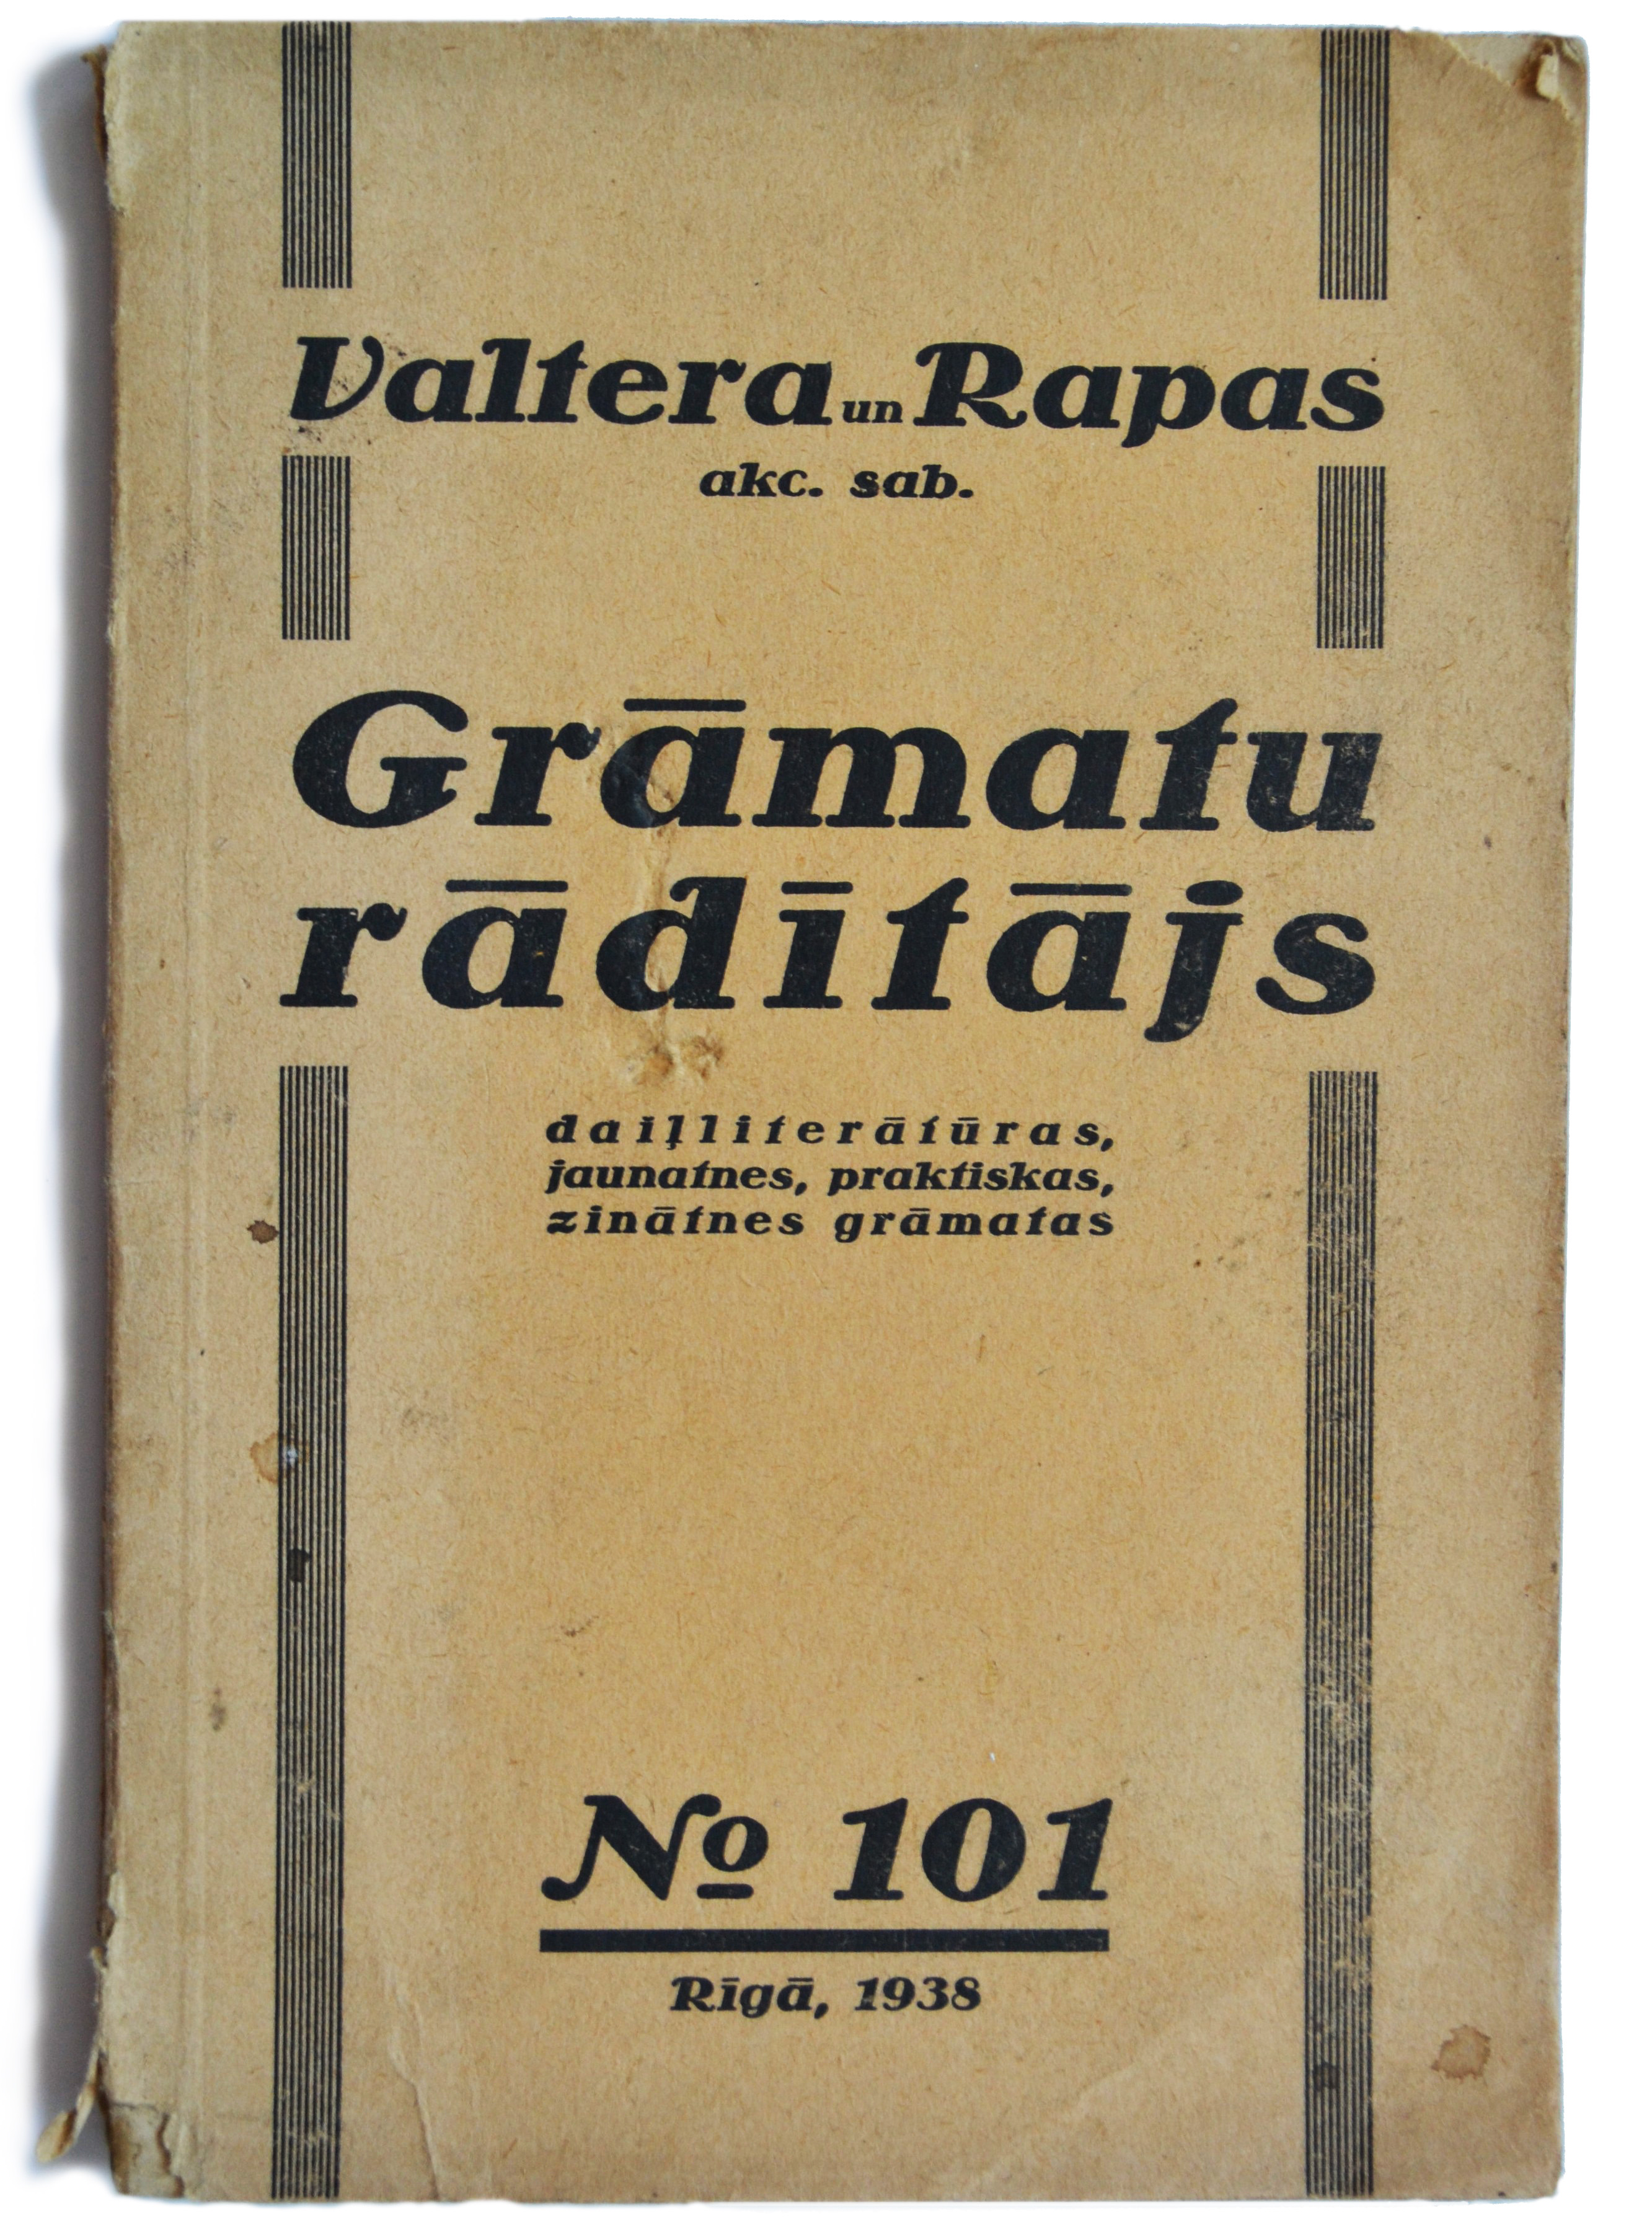 Valtera un Rapas
akc. sab.
Grāmatu
rādītājs
daiļliterātūras,
jaunatnes, praktiskas,
zinātnes grāmatas
No 101
Rīgā, 1938